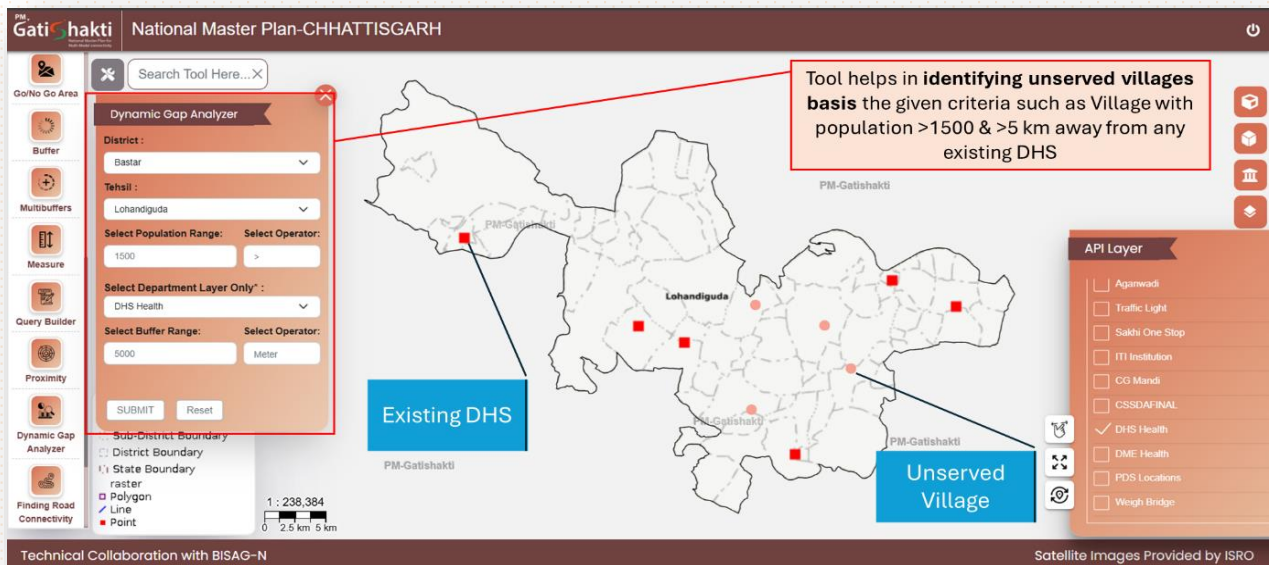 PM
GatiShakti
National Master Plan-CHHATTISGARH
Go/No Go Area
Buffer
Multibuffers
Measure
Query Builder
Proximity
Dynamic Gap
Analyzer
Finding Road
Connectivity
Search Tool Here...X
Dynamic Gap Analyzer
District :
Bastar
Tehsil :
Lohandiguda
Select Population Range: Select Operator:
1500 >
Select Department Layer Only* :
DHS Health
Select Buffer Range: Select Operator:
5000 Meter
SUBMIT Reset
Sub-District Boundary
District Boundary
State Boundary
raster
Polygon
Line
Point
1 : 238,384
0 2.5 km 5 km
Tool helps in identifying unserved villages
basis the given criteria such as Village with
population >1500 & >5 km away from any
existing DHS
PM-Gatishakti
PM-Gatishakti
Lohandiguda
Existing DHS
PM-Gatishakti
PM-Gatishakti
PM-Gatishakti
Unserved
Village
API Layer
Aganwadi
Traffic Light
Sakhi One Stop
ITI Institution
CG Mandi
CSSDAFINAL
DHS Health
DME Health
PDS Locations
Weigh Bridge
Technical Collaboration with BISAG-N
Satellite Images Provided by ISRO